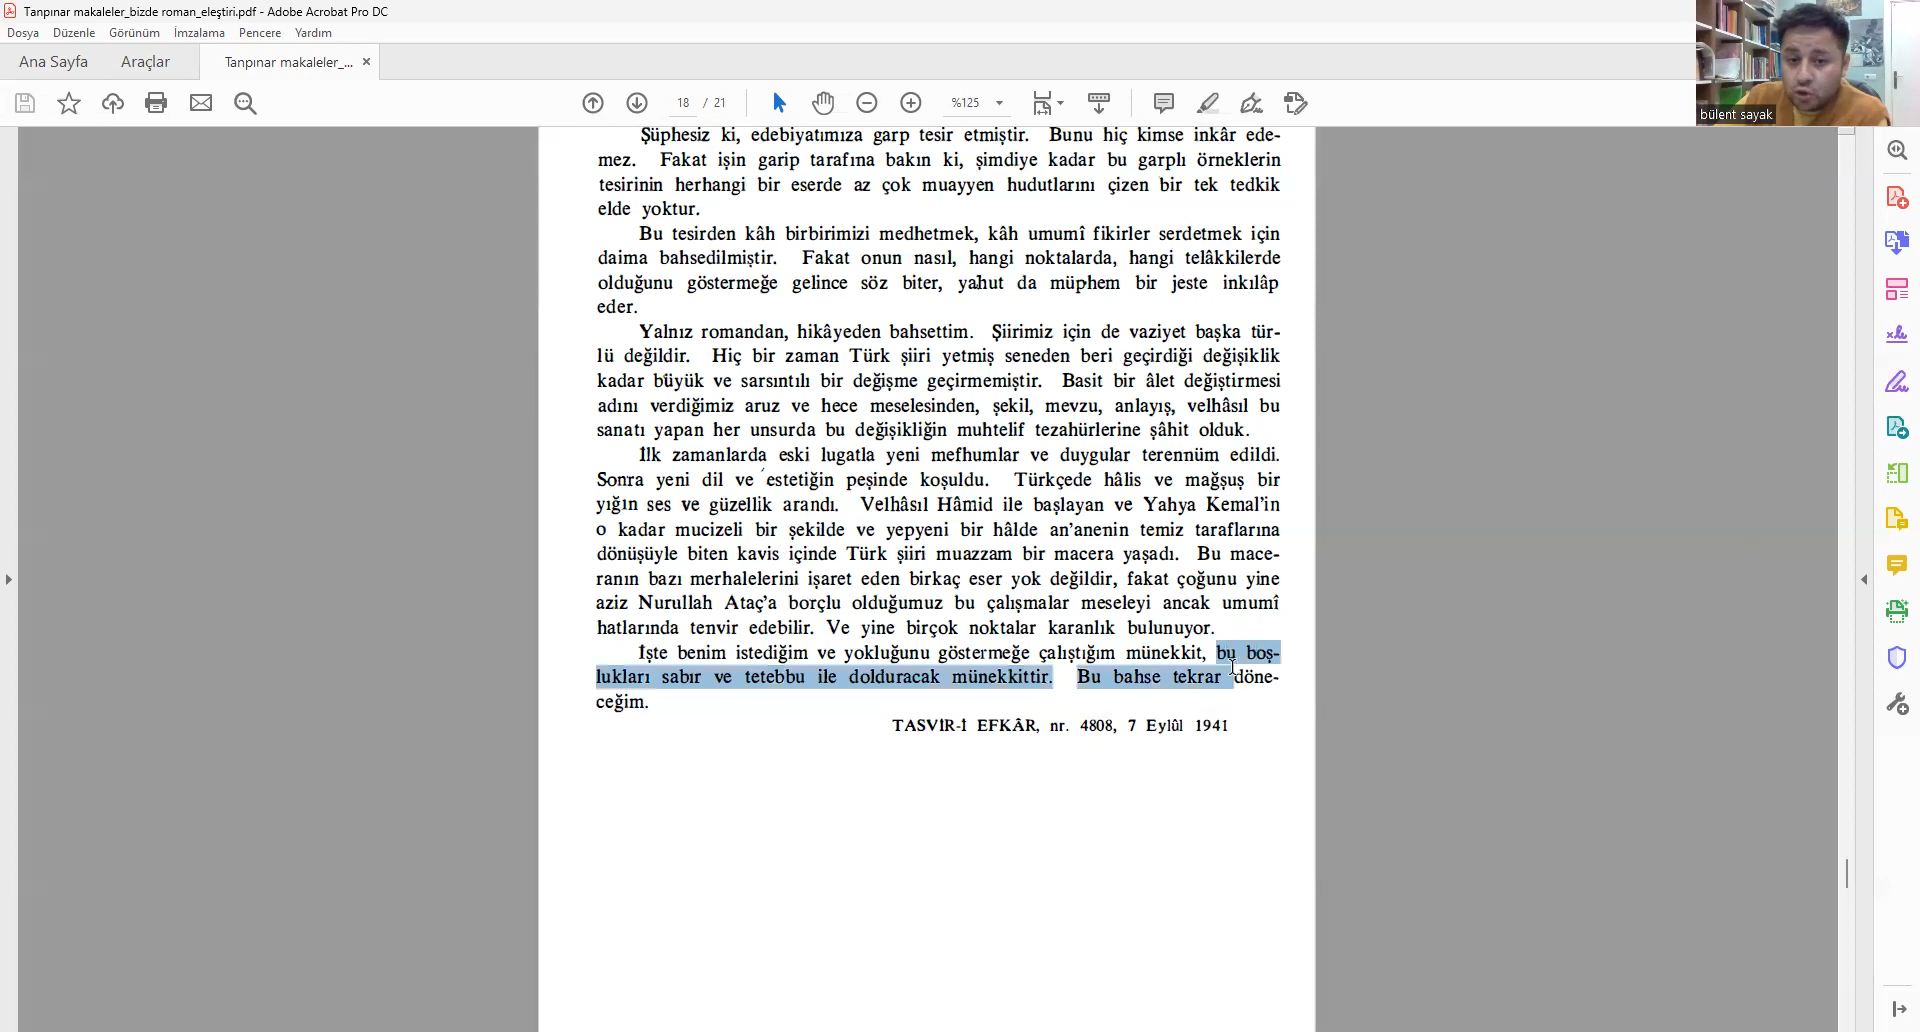 Tanpınar makaleler_bizde roman_eleştiri.pdf - Adobe Acrobat Pro DC
Dosya Düzenle Görünüm İmzalama Pencere Yardım
Ana Sayfa Araçlar Tanpınar makaleler_... ×
18 / 21 %125
bülent sayak
Şüphesiz ki, edebiyatımıza garp tesir etmiştir. Bunu hiç kimse inkâr ede-
mez. Fakat işin garip tarafına bakın ki, şimdiye kadar bu garplı örneklerin
tesirinin herhangi bir eserde az çok muayyen hudutlarını çizen bir tek tedkik
elde yoktur.
Bu tesirden kâh birbirimizi medhetmek, kâh umumî fikirler serdetmek için
daima bahsedilmiştir. Fakat onun nasıl, hangi noktalarda, hangi telâkkilerde
olduğunu göstermeğe gelince söz biter, yahut da müphem bir jeste inkılâp
eder.
Yalnız romandan, hikâyeden bahsettim. Şiirimiz için de vaziyet başka tür-
lü değildir. Hiç bir zaman Türk şiiri yetmiş seneden beri geçirdiği değişiklik
kadar büyük ve sarsıntılı bir değişme geçirmemiştir. Basit bir âlet değiştirmesi
adını verdiğimiz aruz ve hece meselesinden, şekil, mevzu, anlayış, velhâsıl bu
sanatı yapan her unsurda bu değişikliğin muhtelif tezahürlerine şâhit olduk.
İlk zamanlarda eski lugatla yeni mefhumlar ve duygular terennüm edildi.
Sonra yeni dil ve estetiğin peşinde koşuldu. Türkçede hâlis ve mağşuş bir
yığın ses ve güzellik arandı. Velhâsıl Hâmid ile başlayan ve Yahya Kemal'in
o kadar mucizeli bir şekilde ve yepyeni bir hâlde an'anenin temiz taraflarına
dönüşüyle biten kavis içinde Türk şiiri muazzam bir macera yaşadı. Bu mace-
ranın bazı merhalelerini işaret eden birkaç eser yok değildir, fakat çoğunu yine
aziz Nurullah Ataç'a borçlu olduğumuz bu çalışmalar meseleyi ancak umumî
hatlarında tenvir edebilir. Ve yine birçok noktalar karanlık bulunuyor.
İşte benim istediğim ve yokluğunu göstermeğe çalıştığım münekkit, bu boş-
lukları sabır ve tetebbu ile dolduracak münekkittir. Bu bahse tekrar döne-
ceğim.
TASVİR-İ EFKÂR, nr. 4808, 7 Eylûl 1941